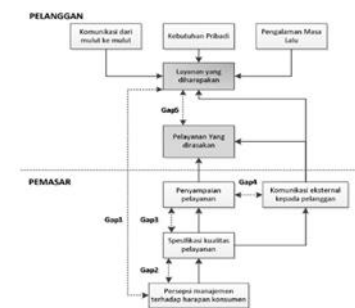 PELANGGAN
Komunikasi dari
mulut ke mulut
Kebutuhan Pribadi
Pengalaman Masa
Lalu
Layanan yang
diharapakan
Gap5
Pelayanan Yang
dirasakan
PEMASAR
Penyampaian
pelayanan
Gap4
Komunikasi eksternal
kepada pelanggan
Gap1
Gap3
Spesifikasi kualitas
pelayanan
Gap2
Persepsi manajemen
terhadap harapan konsumen